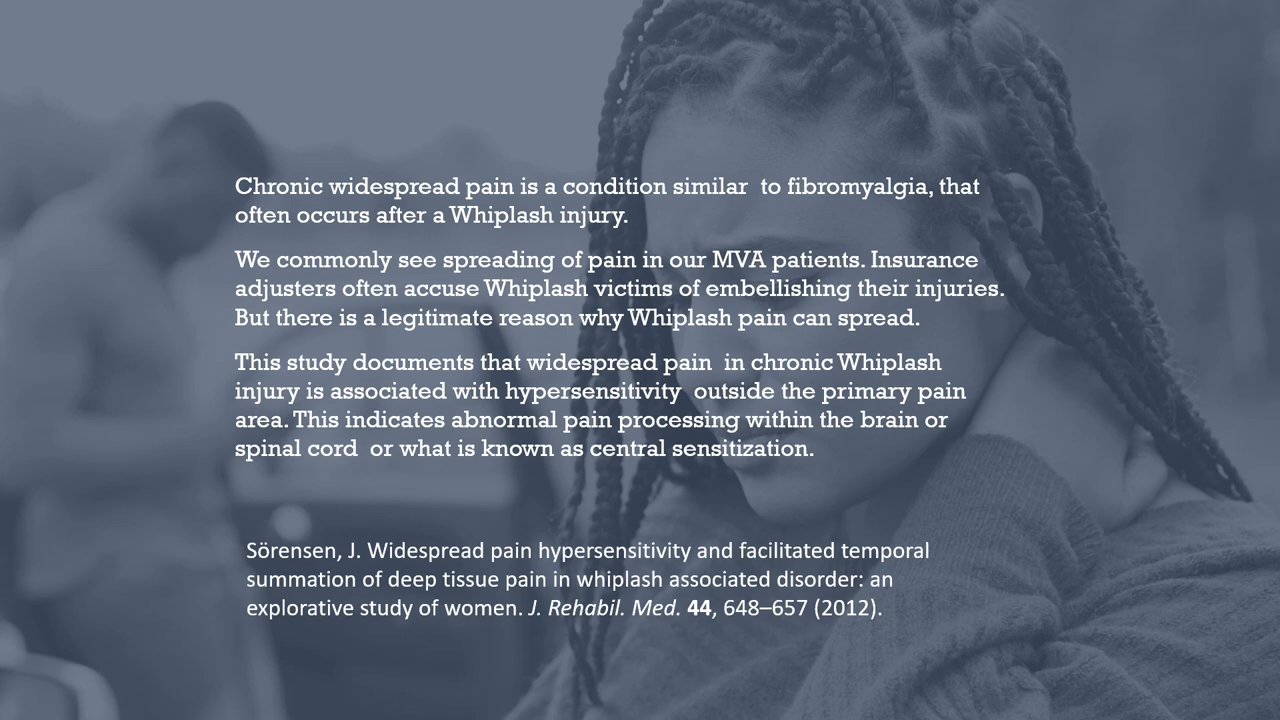 Chronic widespread pain is a condition similar  to fibromyalgia, that
often occurs after a Whiplash injury.
We commonly see spreading of pain in our MVA patients. Insurance
adjusters often accuse Whiplash victims of embellishing their injuries.
But there is a legitimate reason why Whiplash pain can spread.
This study documents that widespread pain  in chronic Whiplash
injury is associated with hypersensitivity  outside the primary pain
area. This indicates abnormal pain processing within the brain or
spinal cord  or what is known as central sensitization.
Sörensen, J. Widespread pain hypersensitivity and facilitated temporal
summation of deep tissue pain in whiplash associated disorder: an
explorative study of women. J. Rehabil. Med. 44, 648–657 (2012).